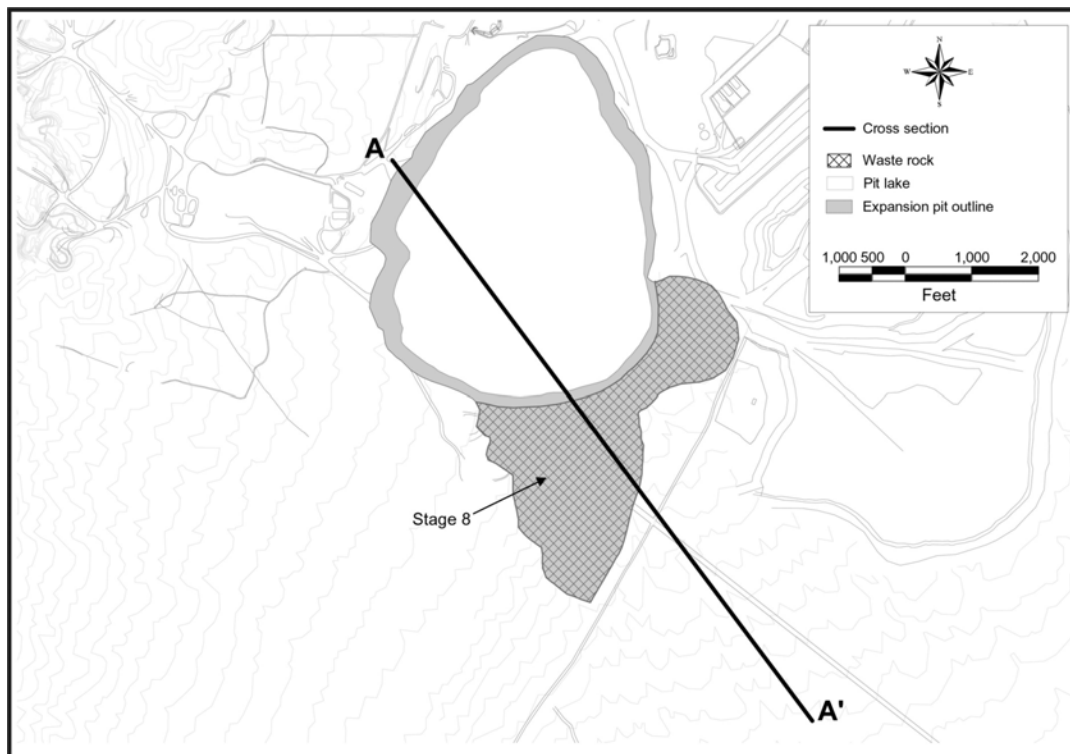 N
W E
S
Cross section
Waste rock
Pit lake
Expansion pit outline
1,000 500 0 1,000 2,000
Feet
A
Stage 8
A'